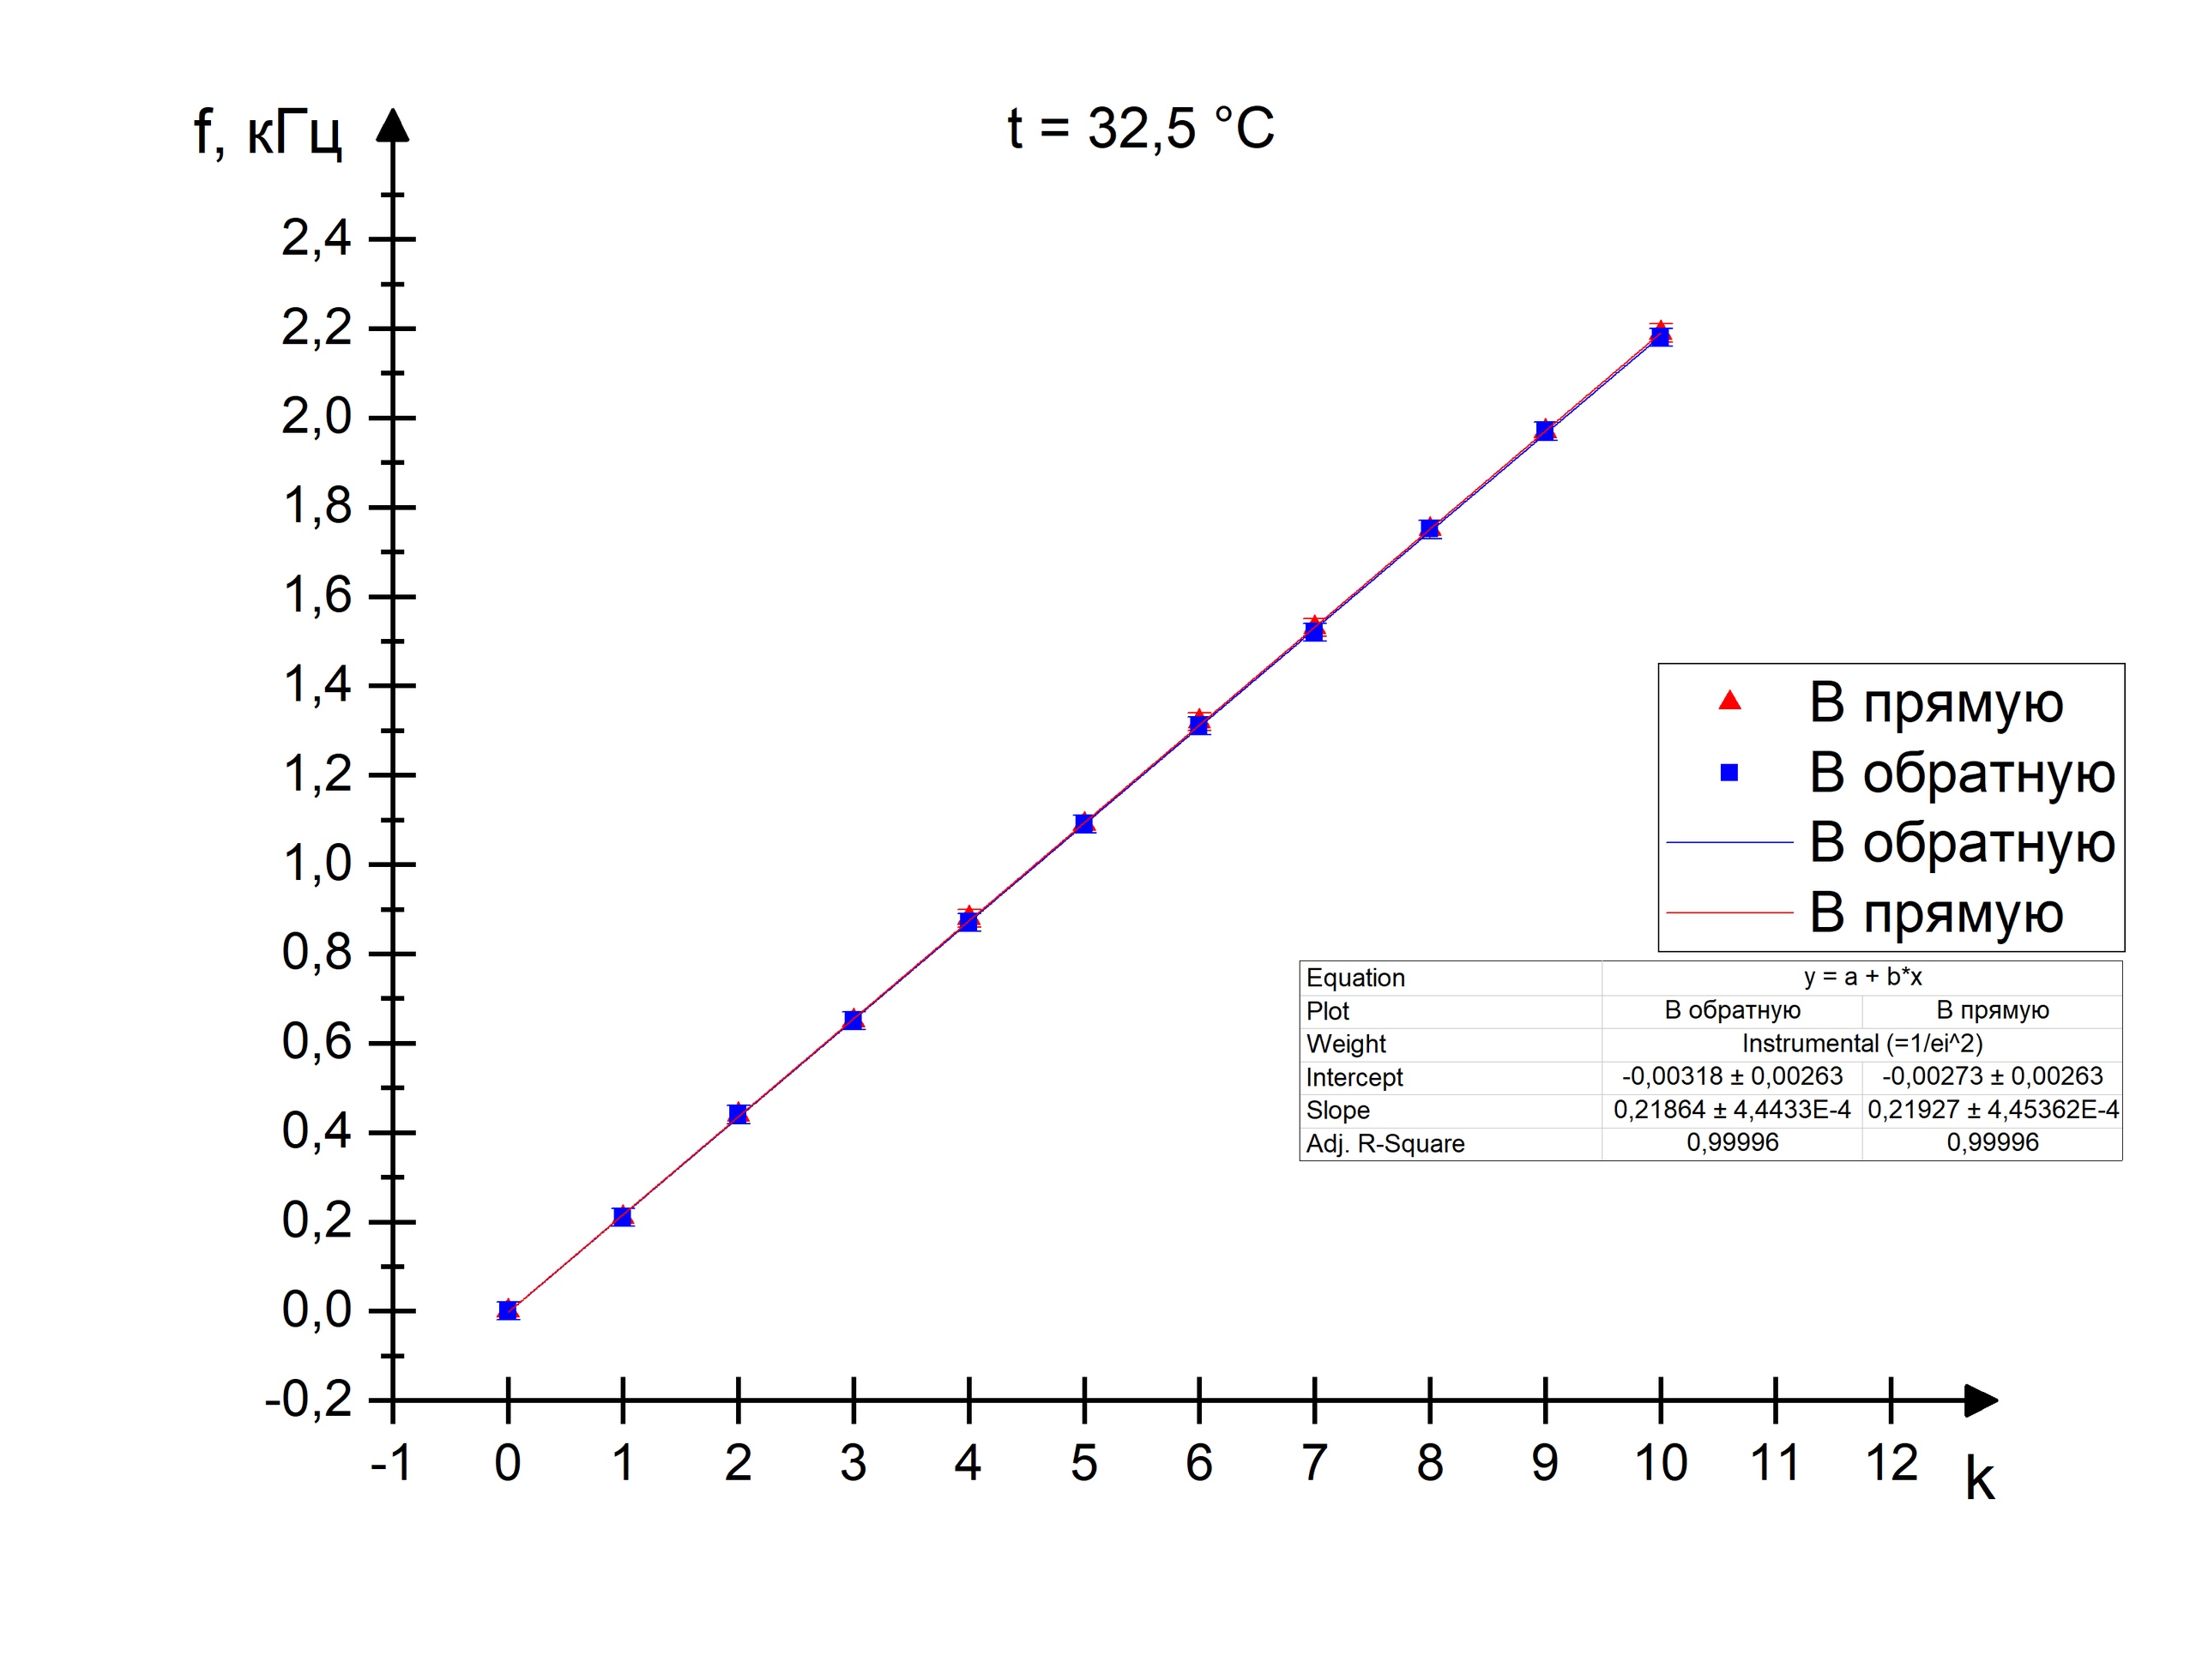 f, кГц
t = 32,5 °C
2,4
2,2
2,0
1,8
1,6
1,4
1,2
1,0
0,8
0,6
0,4
0,2
0,0
-0,2
-1 0 1 2 3 4 5 6 7 8 9 10 11 12
k
В прямую
В обратную
В обратную
В прямую
Equation y = a + b*x
Plot В обратную В прямую
Weight Instrumental (=1/ei^2)
Intercept -0,00318 ± 0,00263 -0,00273 ± 0,00263
Slope 0,21864 ± 4,4433E-4 0,21927 ± 4,45362E-4
Adj. R-Square 0,99996 0,99996